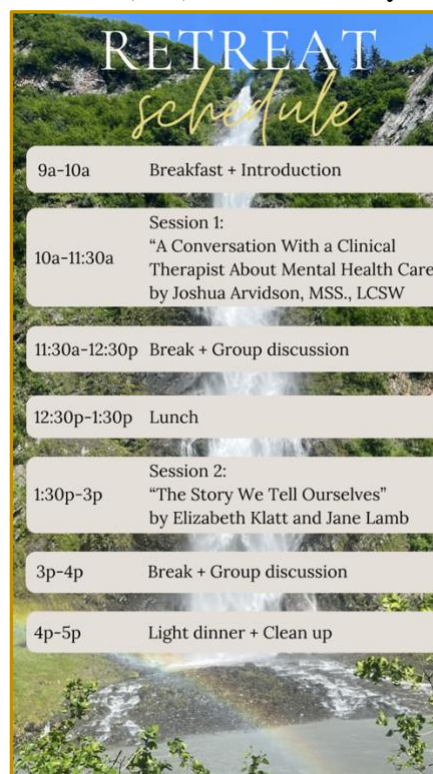 RETREAT
schedule
9a-10a Breakfast + Introduction
Session 1:
10a-11:30a “A Conversation With a Clinical
Therapist About Mental Health Care
by Joshua Arvidson, MSS., LCSW
11:30a-12:30p Break + Group discussion
12:30p-1:30p Lunch
Session 2:
1:30p-3p “The Story We Tell Ourselves”
by Elizabeth Klatt and Jane Lamb
3p-4p Break + Group discussion
4p-5p Light dinner + Clean up